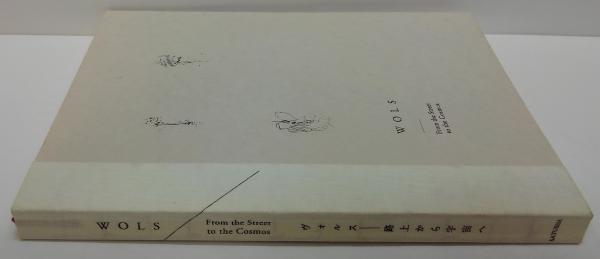 WOLS
From the Street
to the Cosmos
WOLS
From the Street
to the Cosmos
ヴォルス──路上から宇宙へ